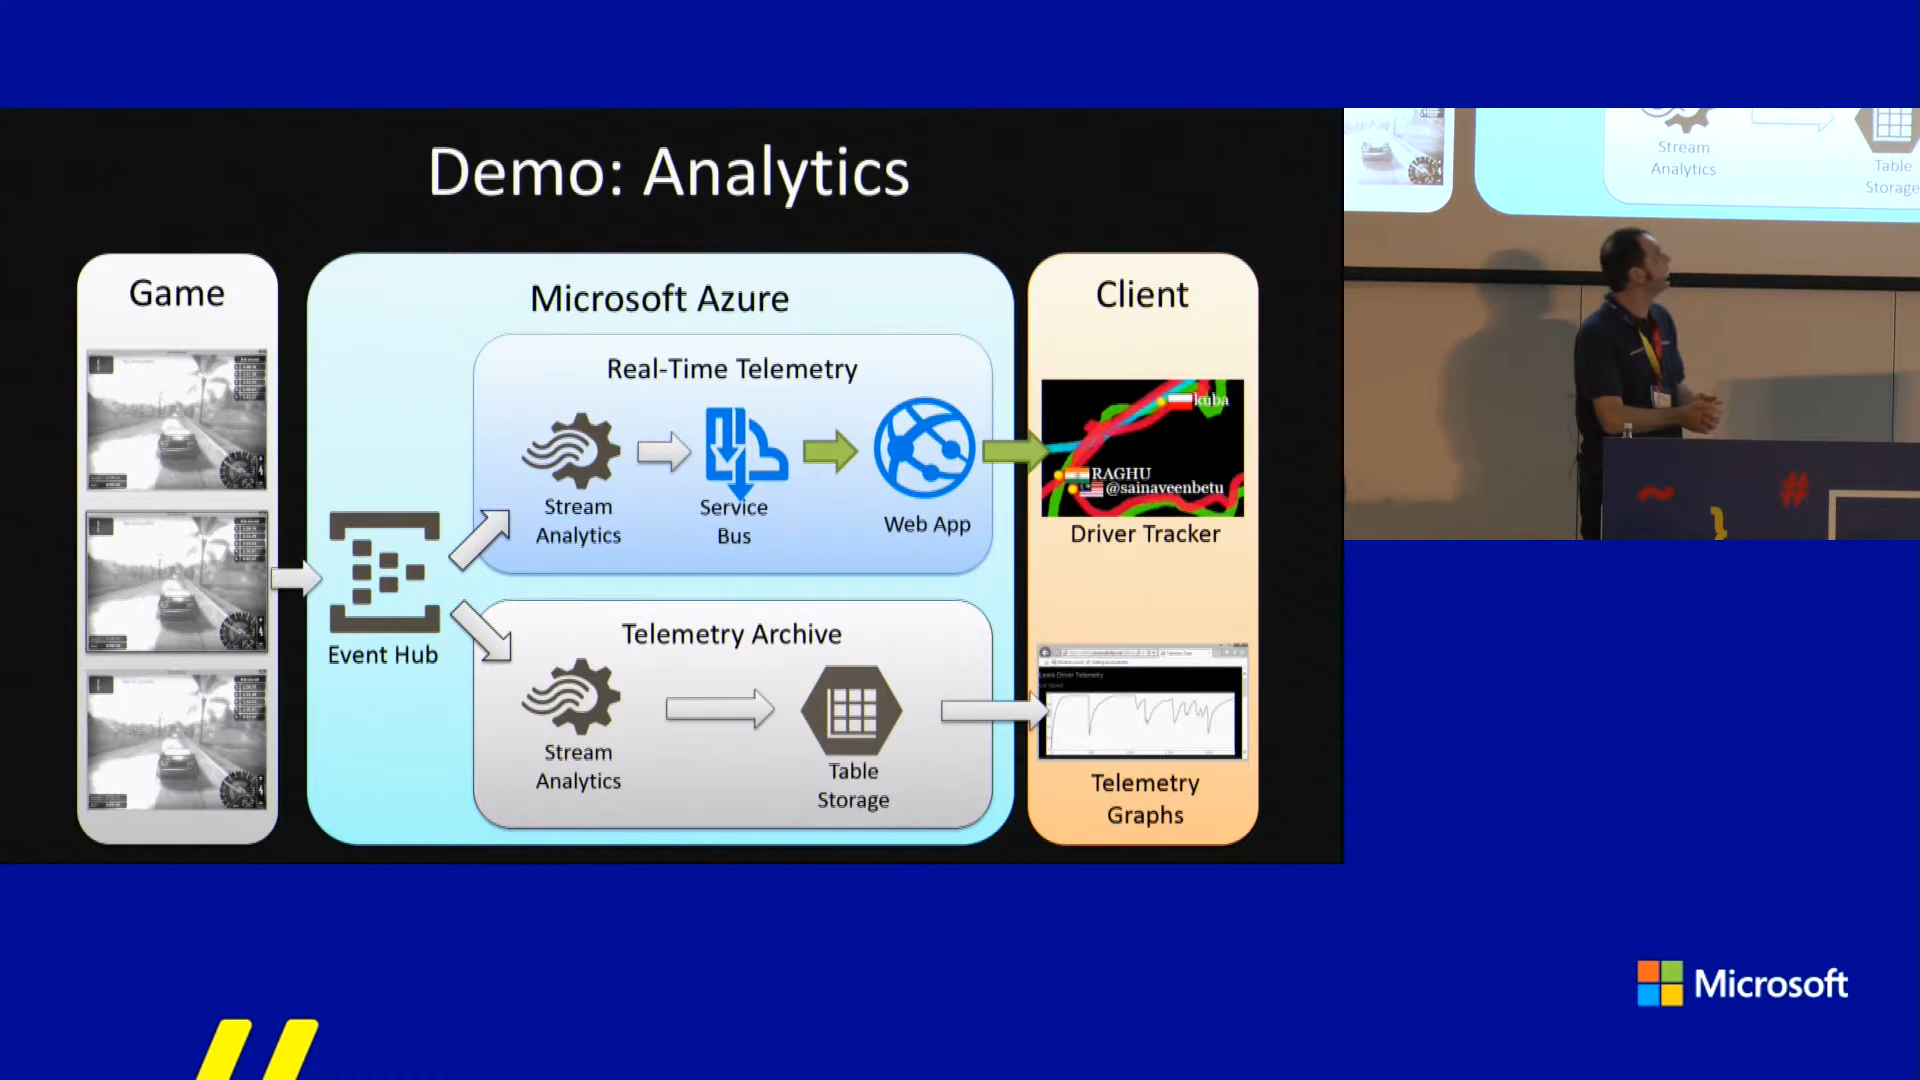 Demo: Analytics
Game
Microsoft Azure
Client
Real-Time Telemetry
Stream
Analytics
Service
Bus
Web App
kuba
RAGHU
@sainaveenbetu
Driver Tracker
Event Hub
Telemetry Archive
Stream
Analytics
Table
Storage
Telemetry
Graphs
Stream
Analytics
Table
Storage
~
}
#
Microsoft